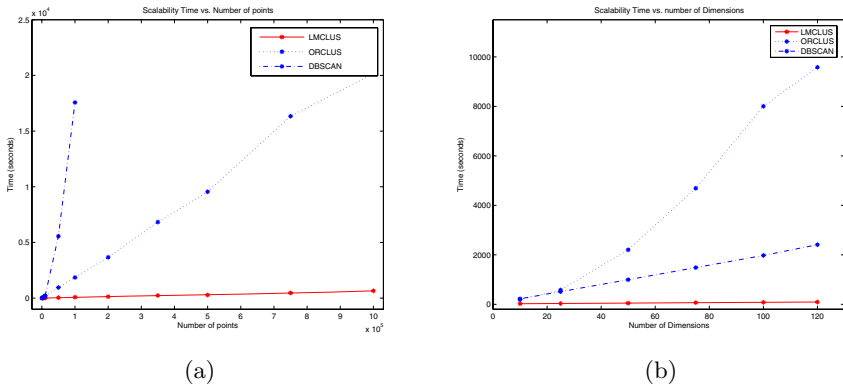 Scalability Time vs. Number of points
x 10^4
2.5
2
1.5
1
0.5
0
Time (seconds)
LMCLUS
ORCLUS
DBSCAN
0 1 2 3 4 5 6 7 8 9 10
Number of points
x 10^5
(a)
Scalability Time vs. number of Dimensions
10000
8000
6000
4000
2000
0
Time (seconds)
LMCLUS
ORCLUS
DBSCAN
0 20 40 60 80 100 120
Number of Dimensions
(b)